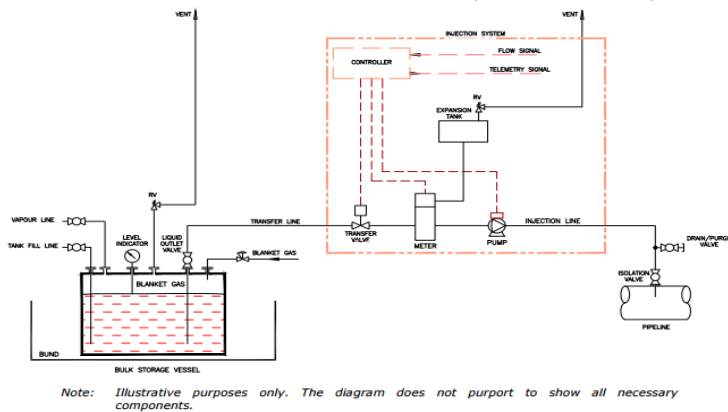 VENT
VENT
INJECTION SYSTEM
FLOW SIGNAL
CONTROLLER
TELEMETRY SIGNAL
RV
EXPANSION
TANK
RV
VAPOUR LINE
LEVEL
INDICATOR
LIQUID
OUTLET
VALVE
TRANSFER LINE
INJECTION LINE
TANK FILL LINE
TRANSFER
VALVE
METER
PUMP
DRAIN/PURGE
VALVE
BLANKET GAS
ISOLATION
VALVE
BLANKET GAS
PIPELINE
BUND
BULK STORAGE VESSEL
Note: Illustrative purposes only. The diagram does not purport to show all necessary
components.